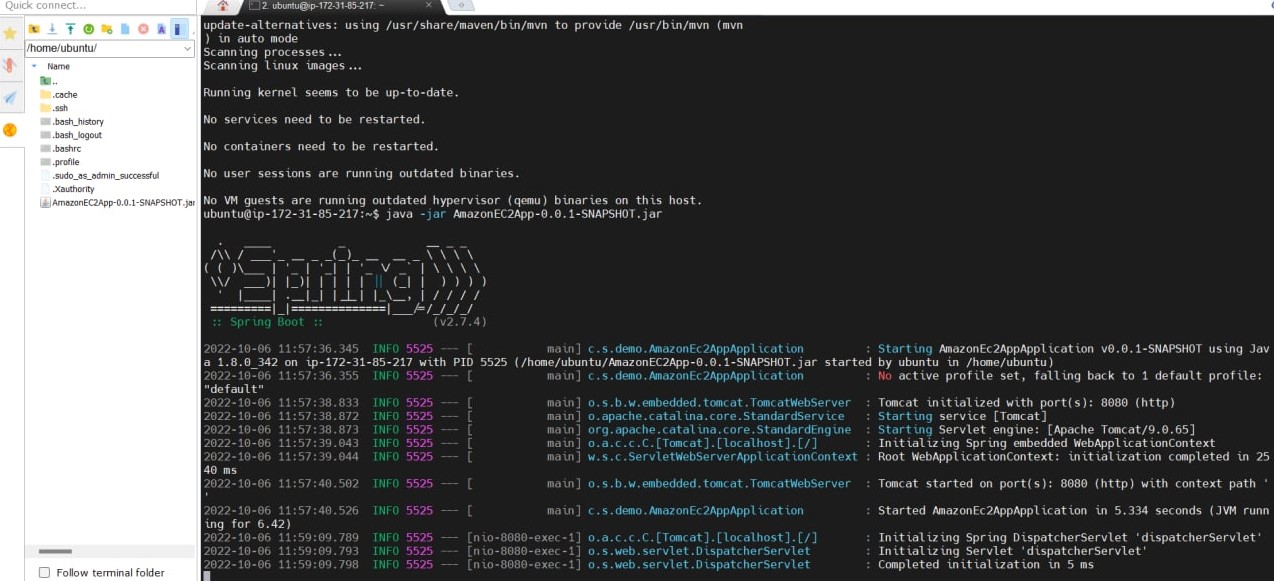 Quick connect...
2. ubuntu@ip-172-31-85-217: ~
/home/ubuntu/
Name
..
.cache
.ssh
.bash_history
.bash_logout
.bashrc
.profile
.sudo_as_admin_successful
.Xauthority
AmazonEC2App-0.0.1-SNAPSHOT.jar
Follow terminal folder
update-alternatives: using /usr/share/maven/bin/mvn to provide /usr/bin/mvn (mvn
) in auto mode
Scanning processes...
Scanning linux images...
Running kernel seems to be up-to-date.
No services need to be restarted.
No containers need to be restarted.
No user sessions are running outdated binaries.
No VM guests are running outdated hypervisor (qemu) binaries on this host.
ubuntu@ip-172-31-85-217:~$ java -jar AmazonEC2App-0.0.1-SNAPSHOT.jar
Spring
:: Spring Boot :: (v2.7.4)
2022-10-06 11:57:36.345 INFO 5525 --- [ main] c.s.demo.AmazonEc2AppApplication : Starting AmazonEc2AppApplication v0.0.1-SNAPSHOT using Jav
a 1.8.0_342 on ip-172-31-85-217 with PID 5525 (/home/ubuntu/AmazonEC2App-0.0.1-SNAPSHOT.jar started by ubuntu in /home/ubuntu)
2022-10-06 11:57:36.355 INFO 5525 --- [ main] c.s.demo.AmazonEc2AppApplication : No active profile set, falling back to 1 default profile:
"default"
2022-10-06 11:57:38.833 INFO 5525 --- [ main] o.s.b.w.embedded.tomcat.TomcatWebServer : Tomcat initialized with port(s): 8080 (http)
2022-10-06 11:57:38.872 INFO 5525 --- [ main] o.apache.catalina.core.StandardService : Starting service [Tomcat]
2022-10-06 11:57:38.873 INFO 5525 --- [ main] org.apache.catalina.core.StandardEngine : Starting Servlet engine: [Apache Tomcat/9.0.65]
2022-10-06 11:57:39.043 INFO 5525 --- [ main] o.a.c.c.C.[Tomcat].[localhost].[/] : Initializing Spring embedded WebApplicationContext
2022-10-06 11:57:39.044 INFO 5525 --- [ main] w.s.c.ServletWebServerApplicationContext : Root WebApplicationContext: initialization completed in 25
40 ms
2022-10-06 11:57:40.502 INFO 5525 --- [ main] o.s.b.w.embedded.tomcat.TomcatWebServer : Tomcat started on port(s): 8080 (http) with context path '
'
2022-10-06 11:57:40.526 INFO 5525 --- [ main] c.s.demo.AmazonEc2AppApplication : Started AmazonEc2AppApplication in 5.334 seconds (JVM runn
ing for 6.42)
2022-10-06 11:59:09.789 INFO 5525 --- [nio-8080-exec-1] o.a.c.c.C.[Tomcat].[localhost].[/] : Initializing Spring DispatcherServlet 'dispatcherServlet'
2022-10-06 11:59:09.793 INFO 5525 --- [nio-8080-exec-1] o.s.web.servlet.DispatcherServlet : Initializing Servlet 'dispatcherServlet'
2022-10-06 11:59:09.798 INFO 5525 --- [nio-8080-exec-1] o.s.web.servlet.DispatcherServlet : Completed initialization in 5 ms